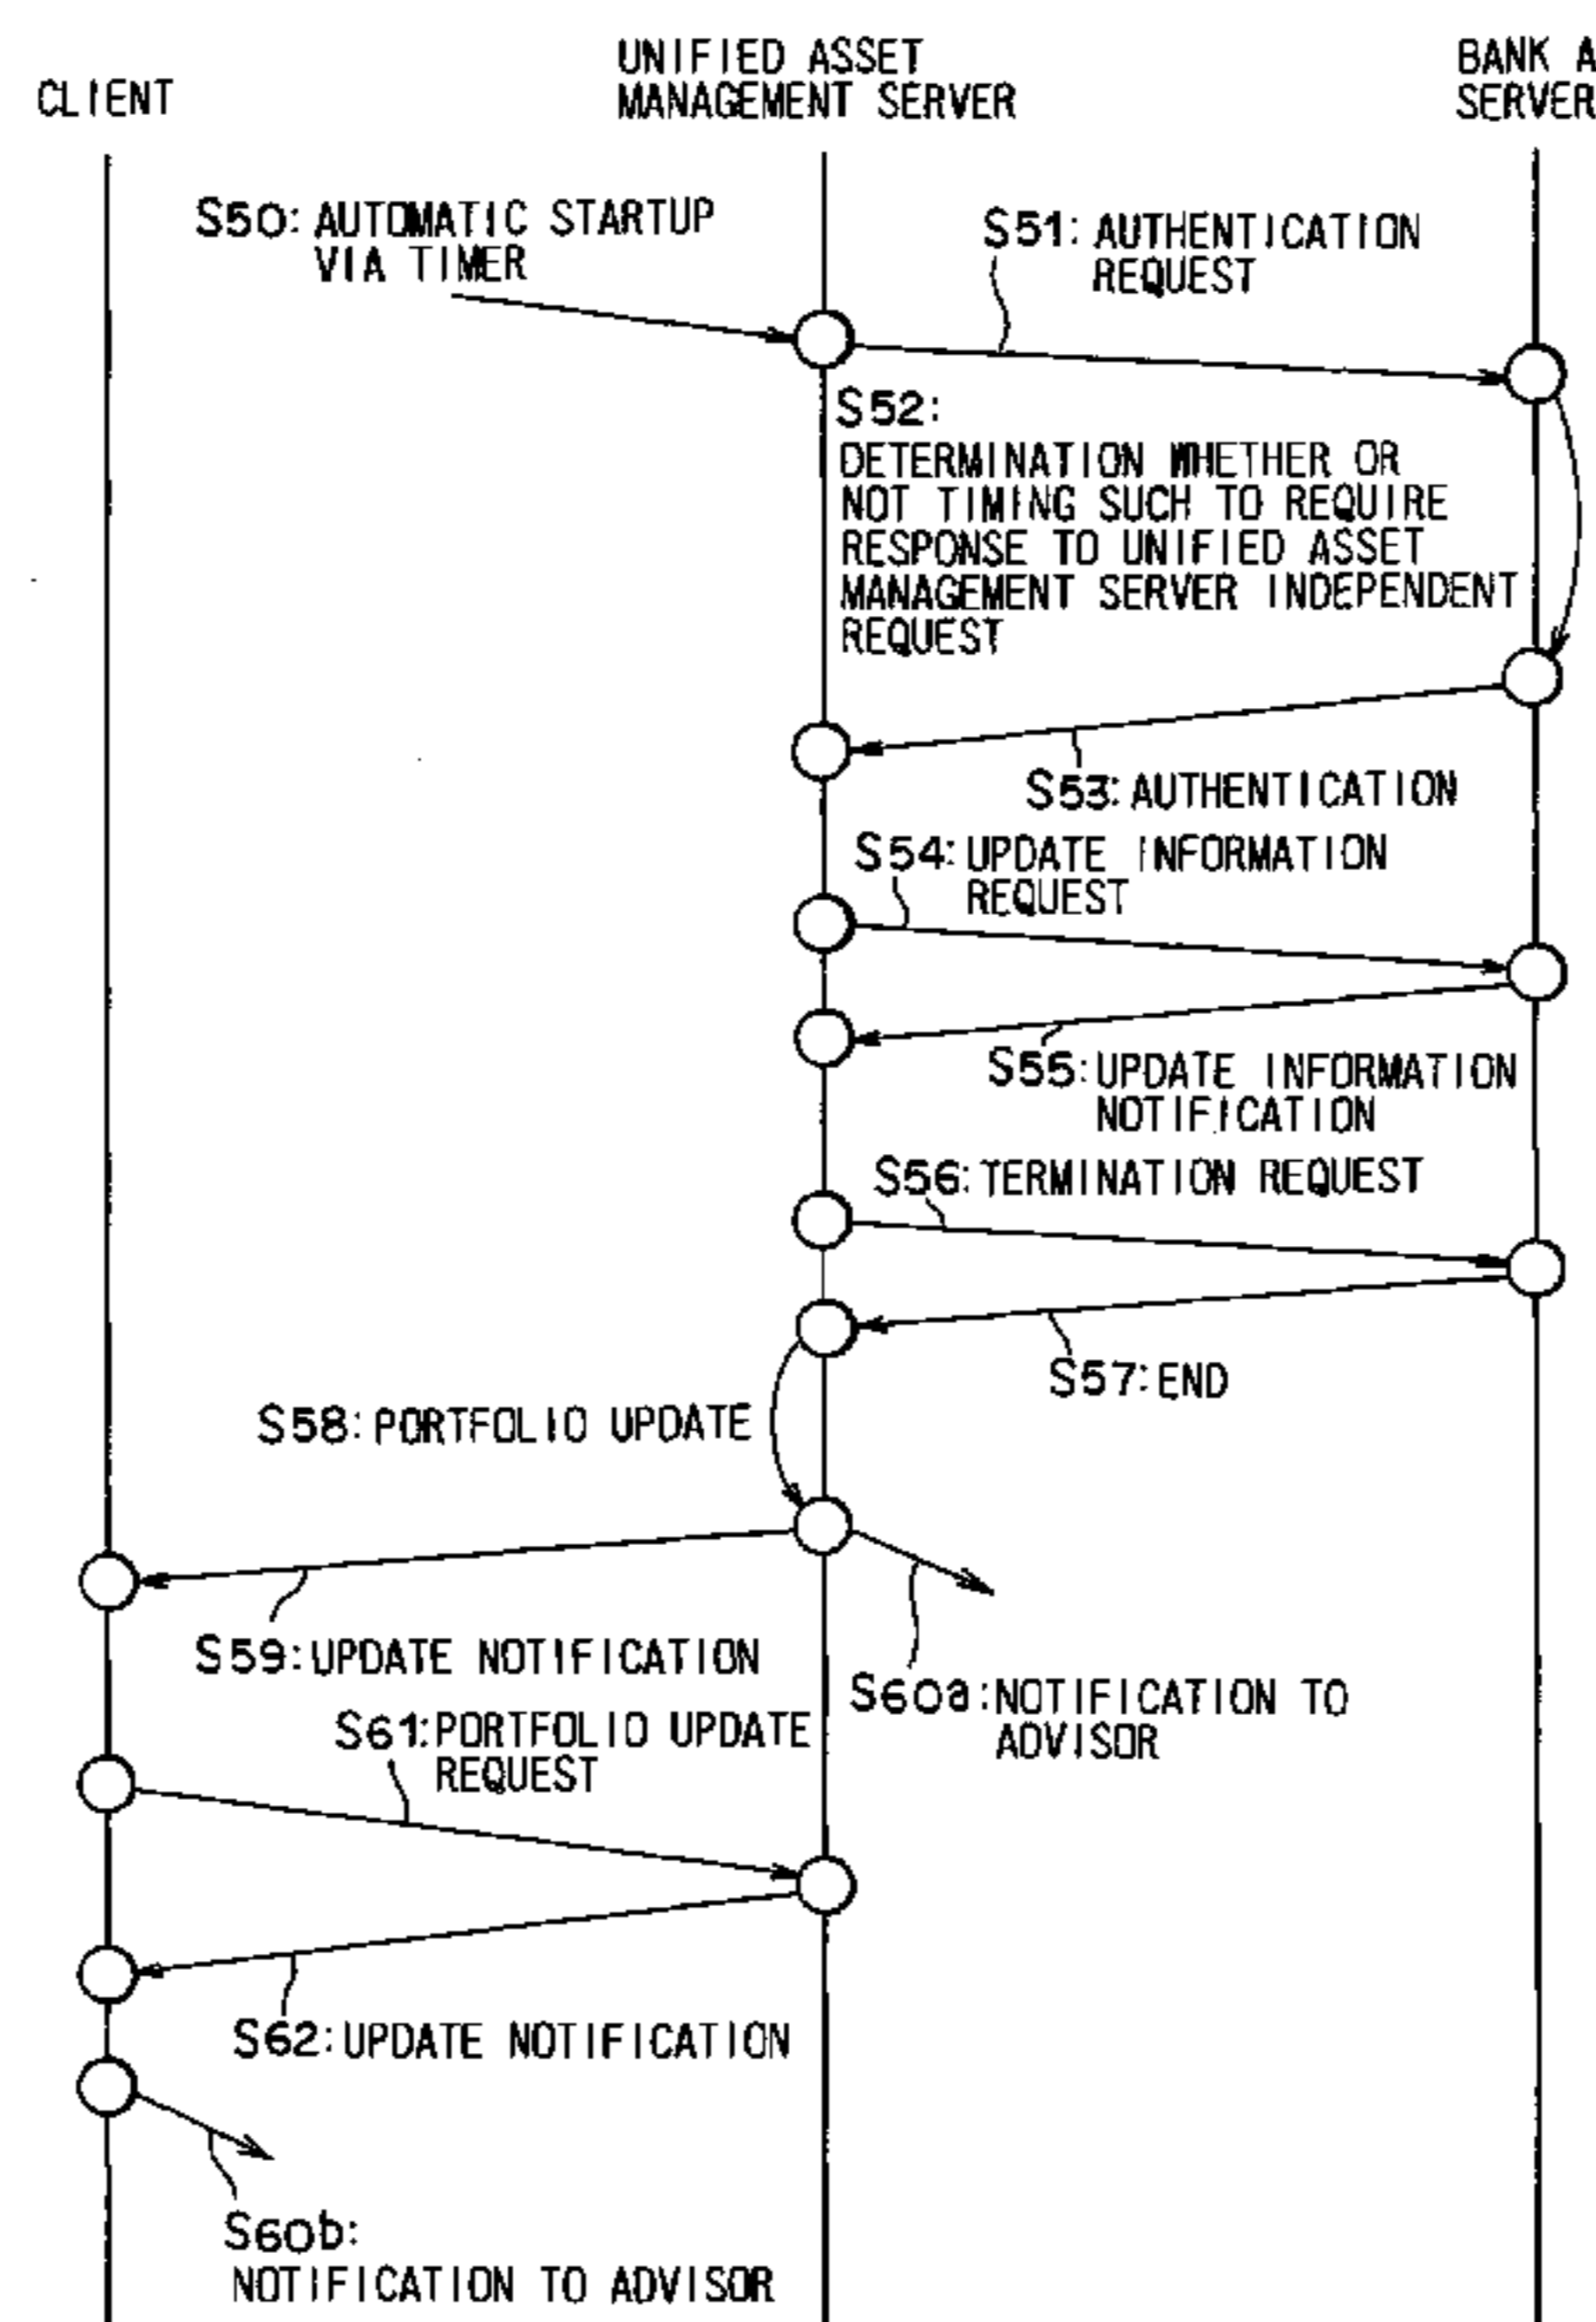 CLIENT
UNIFIED ASSET
MANAGEMENT SERVER
BANK A
SERVER
S50: AUTOMATIC STARTUP
VIA TIMER
S51: AUTHENTICATION
REQUEST
S52:
DETERMINATION WHETHER OR
NOT TIMING SUCH TO REQUIRE
RESPONSE TO UNIFIED ASSET
MANAGEMENT SERVER INDEPENDENT
REQUEST
S53: AUTHENTICATION
S54: UPDATE INFORMATION
REQUEST
S55: UPDATE INFORMATION
NOTIFICATION
S56: TERMINATION REQUEST
S57: END
S58: PORTFOLIO UPDATE
S59: UPDATE NOTIFICATION
S60a: NOTIFICATION TO
ADVISOR
S61: PORTFOLIO UPDATE
REQUEST
S62: UPDATE NOTIFICATION
S60b:
NOTIFICATION TO ADVISOR